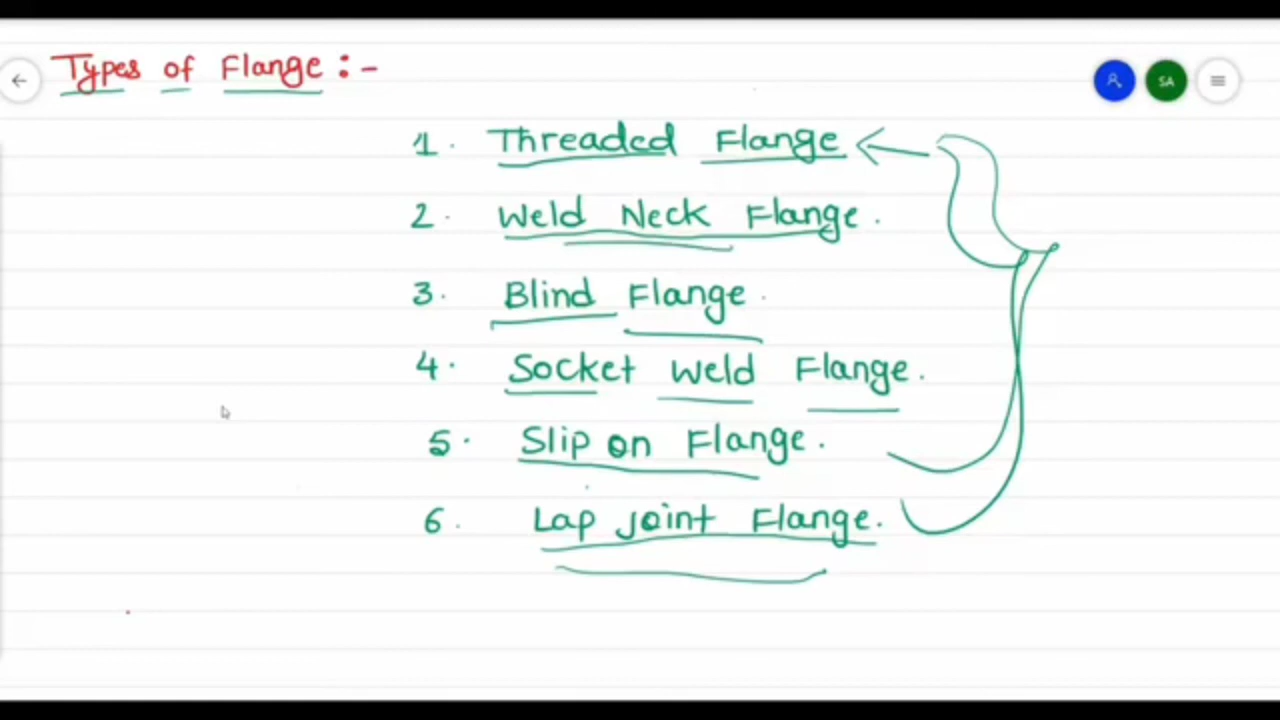 Types of Flange :-
SA
1. Threaded Flange
2. Weld Neck Flange.
3. Blind Flange.
4. Socket Weld Flange.
5. Slip on Flange.
6. Lap joint Flange.